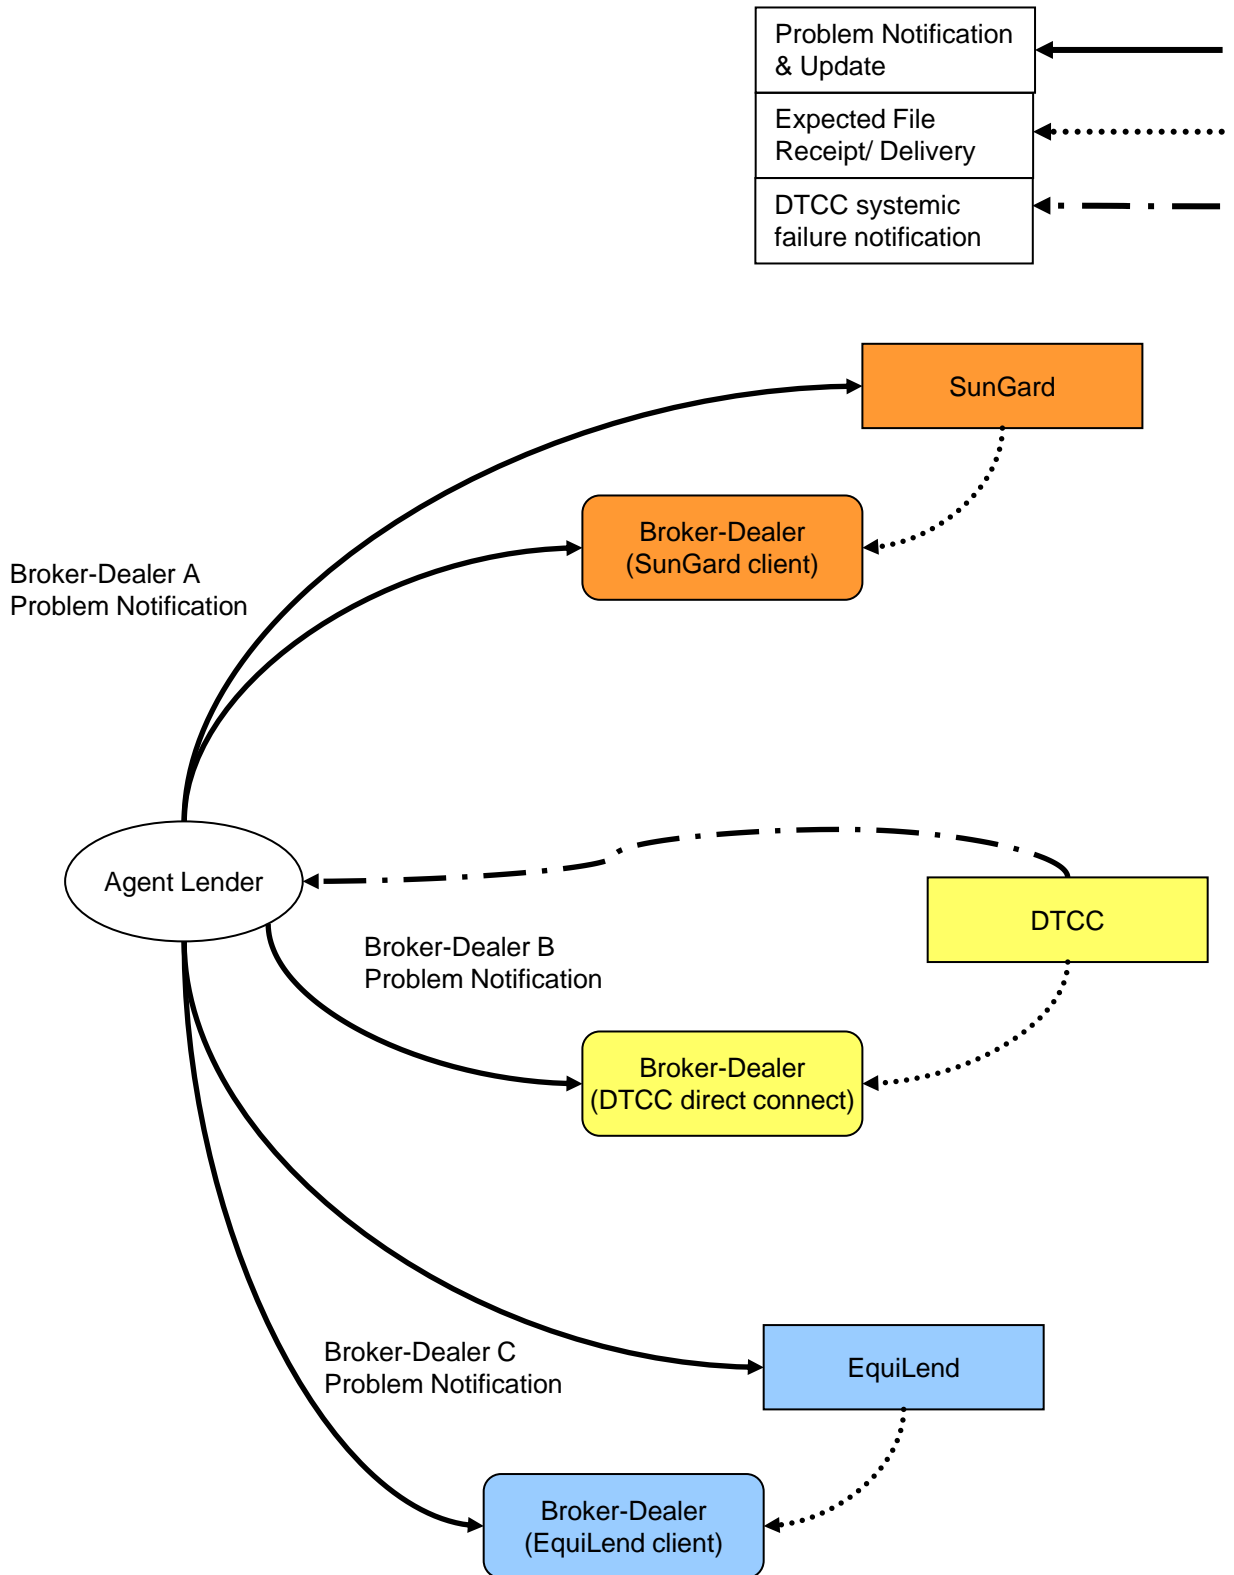 Problem Notification
& Update
Expected File
Receipt/ Delivery
DTCC systemic
failure notification
SunGard
Broker-Dealer
(SunGard client)
Broker-Dealer A
Problem Notification
Agent Lender
DTCC
Broker-Dealer B
Problem Notification
Broker-Dealer
(DTCC direct connect)
EquiLend
Broker-Dealer C
Problem Notification
Broker-Dealer
(EquiLend client)